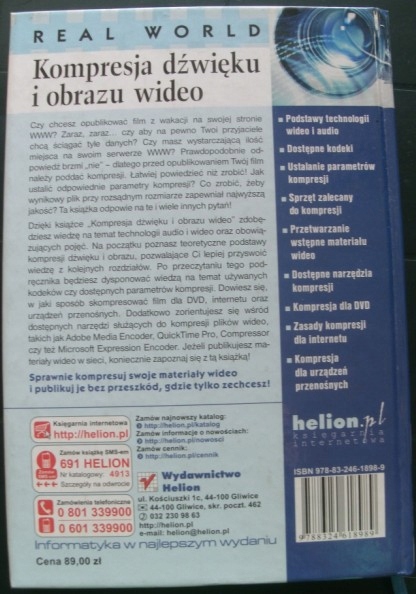 REAL WORLD
Kompresja dźwięku
i obrazu wideo
Czy chcesz opublikować film z wakacji na swojej stronie
WWW? Zaraz, zaraz... czy aby na pewno Twoi przyjaciele
chcą ściągać tyle danych? Czy masz wystarczającą ilość
miejsca na swoim serwerze WWW? Prawdopodobnie od-
powiedź brzmi „nie" – dlatego przed opublikowaniem Twój film
należy poddać kompresji. Łatwiej powiedzieć niż zrobić! Jak
ustalić odpowiednie parametry kompresji? Co zrobić, żeby
wynikowy plik przy rozsądnym rozmiarze zapewniał najwyższą
jakość? Ta książka odpowie na te i wiele innych pytań!
Dzięki książce „Kompresja dźwięku i obrazu wideo" zdobę-
dziesz wiedzę na temat technologii audio i wideo oraz obowią-
zujących pojęć. Na początku poznasz teoretyczne podstawy
kompresji dźwięku i obrazu, pozwalające Ci lepiej przyswoić
wiedzę z kolejnych rozdziałów. Po przeczytaniu tego pod-
ręcznika będziesz dysponować wiedzą na temat używanych
kodeków czy dostępnych parametrów kompresji. Dowiesz się,
w jaki sposób skompresować film dla DVD, internetu oraz
urządzeń przenośnych. Dodatkowo zorientujesz się wśród
dostępnych narzędzi służących do kompresji plików wideo,
takich jak Adobe Media Encoder, QuickTime Pro, Compressor
czy też Microsoft Expression Encoder. Jeżeli publikujesz ma-
teriały wideo w sieci, koniecznie zapoznaj się z tą książką!
Sprawnie kompresuj swoje materiały wideo
i publikuj je bez przeszkód, gdzie tylko zechcesz!
Podstawy technologii
wideo i audio
Dostępne kodeki
Ustalanie parametrów
kompresji
Sprzęt zalecany
do kompresji
Przetwarzanie
wstępne materiału
wideo
Dostępne narzędzia
kompresji
Kompresja dla DVD
Zasady kompresji
dla internetu
Kompresja
dla urządzeń
przenośnych
helion.pl
księgarnia
internetowa
ISBN 978-83-246-1898-9
9 788324 618989
Księgarnia internetowa
http://helion.pl
Zamów książkę SMS-em
691 HELION
Nr katalogowy: 4913
Szczegóły na odwrocie
Zamówienia telefoniczne
0 801 339900
0 601 339900
Zamów najnowszy katalog:
http://helion.pl/katalog
Zamów informacje o nowościach:
http://helion.pl/nowosci
Zamów cennik:
http://helion.pl/cennik
Wydawnictwo
Helion
ul. Kościuszki 1c, 44-100 Gliwice
44-100 Gliwice, skr. poczt. 462
032 230 98 63
http://helion.pl
e-mail: helion@helion.pl
Informatyka w najlepszym wydaniu
Cena 89,00 zł